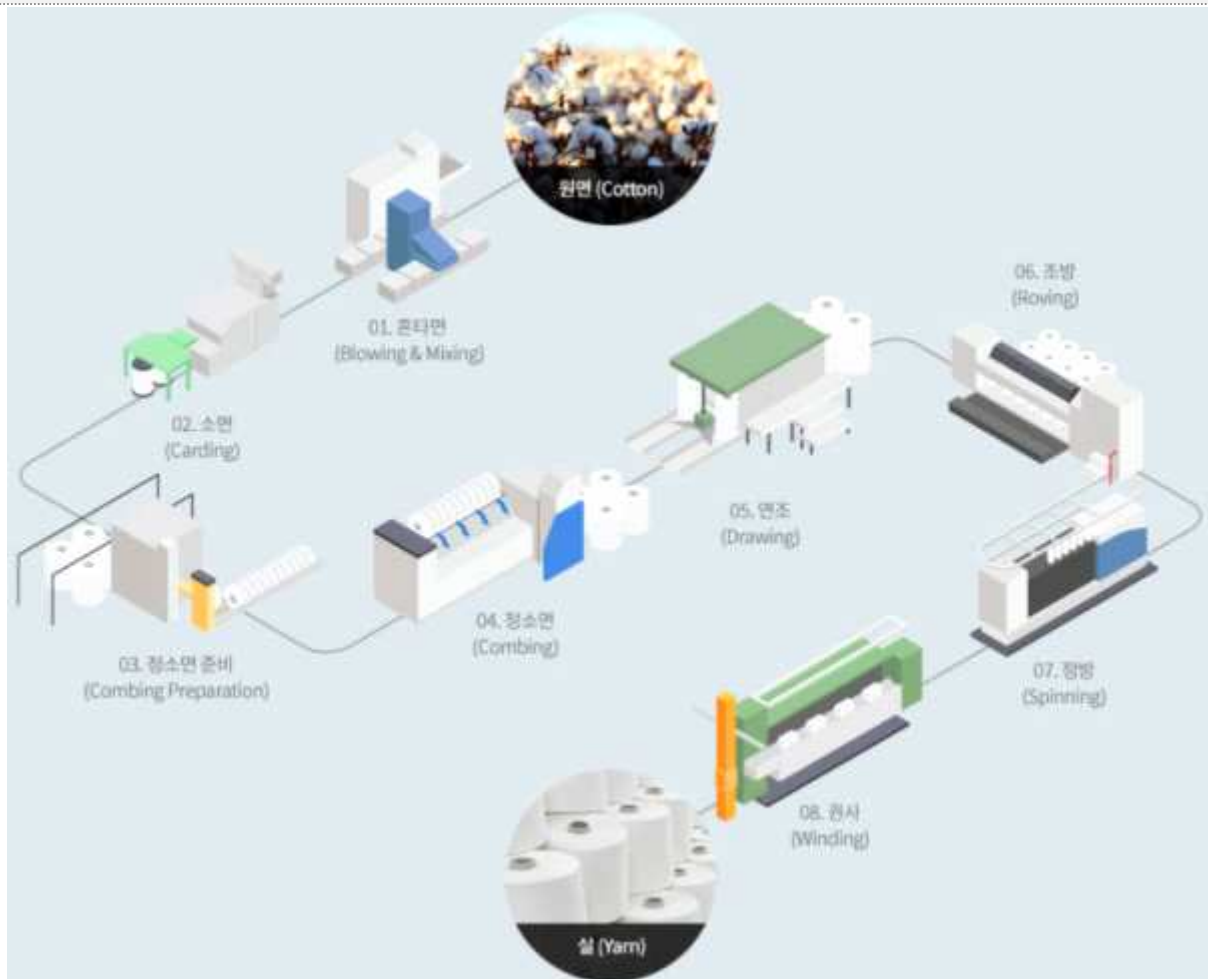 원면 (Cotton)
01. 혼타면
(Blowing & Mixing)
02. 소면
(Carding)
03. 정소면 준비
(Combing Preparation)
04. 정소면
(Combing)
05. 연조
(Drawing)
06. 조방
(Roving)
07. 정방
(Spinning)
08. 권사
(Winding)
실 (Yarn)